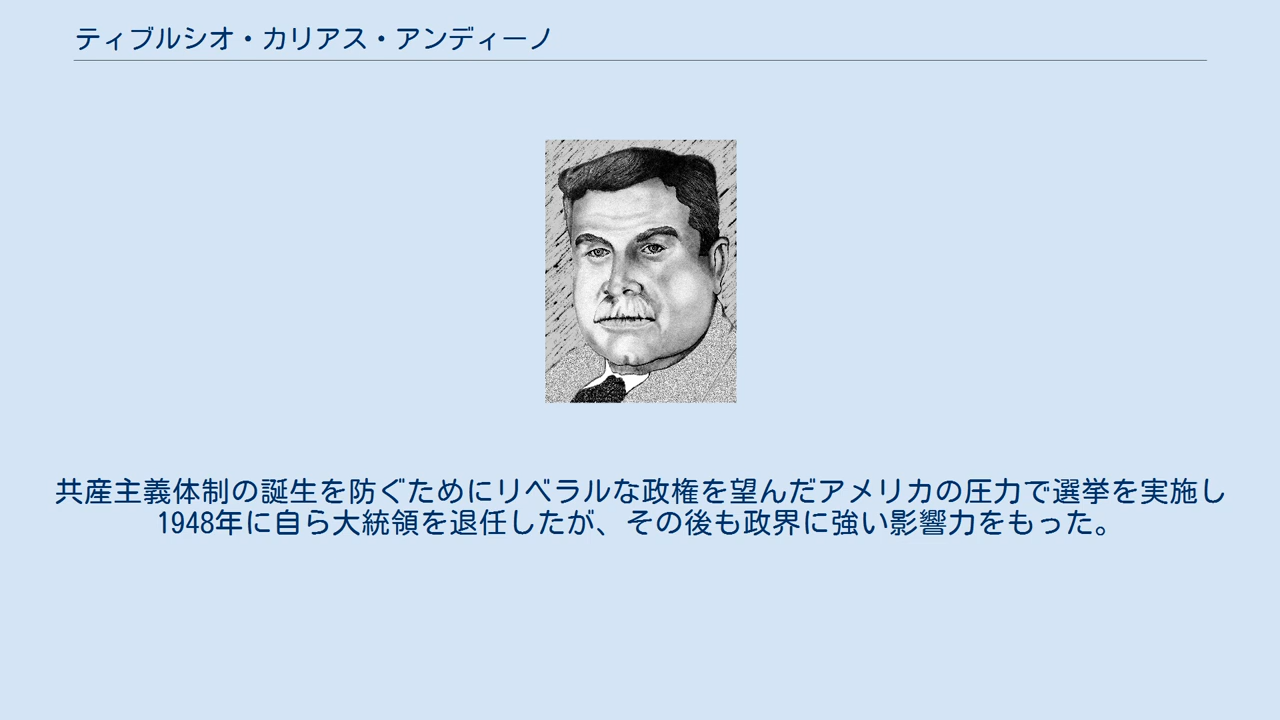 ティブルシオ・カリアス・アンディーノ
共産主義体制の誕生を防ぐためにリベラルな政権を望んだアメリカの圧力で選挙を実施し
1948年に自ら大統領を退任したが、その後も政界に強い影響力をもった。